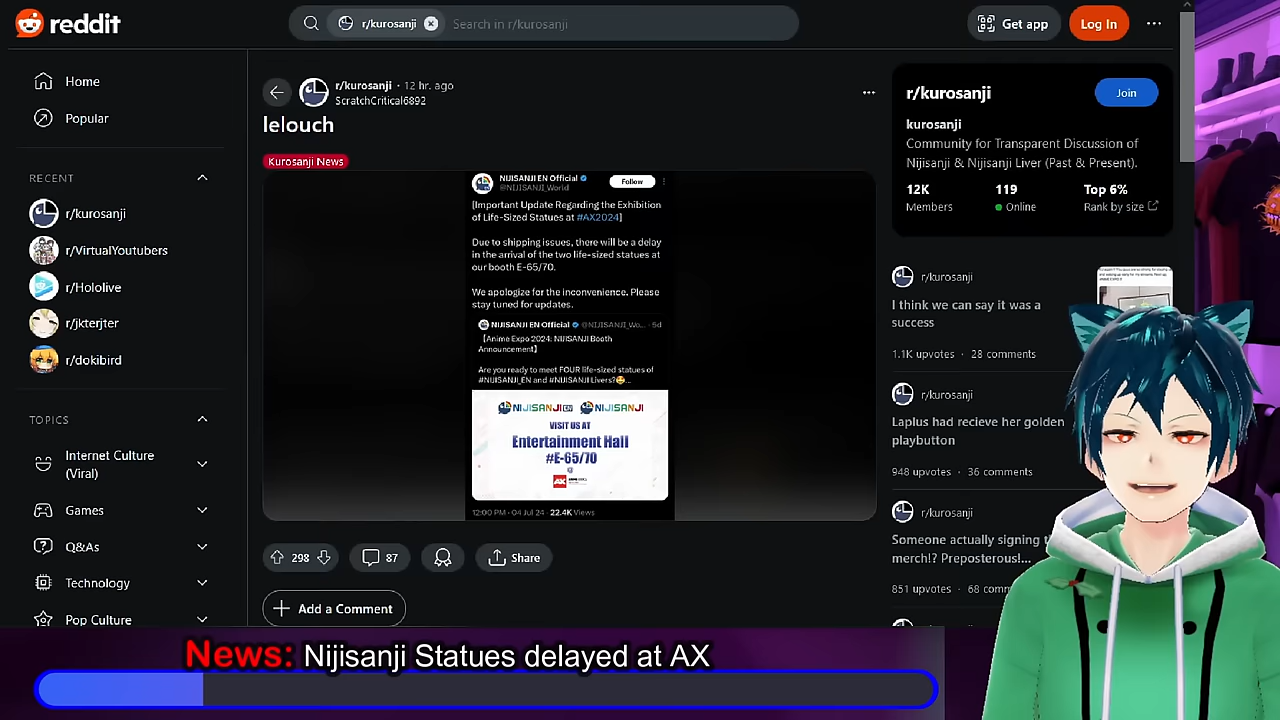 reddit
r/kurosanji
Search in r/kurosanji
Get app
Log In
Home
Popular
RECENT
r/kurosanji
r/VirtualYoutubers
r/Hololive
r/jkterjter
r/dokibird
TOPICS
Internet Culture
(Viral)
Games
Q&As
Technology
Pop Culture
r/kurosanji · 12 hr. ago
ScratchCritical6892
lelouch
Kurosanji News
NIJISANJI EN Official
@NIJISANJI_World
Follow
[Important Update Regarding the Exhibition
of Life-Sized Statues at #AX2024]
Due to shipping issues, there will be a delay
in the arrival of the two life-sized statues at
our booth E-65/70.
We apologize for the inconvenience. Please
stay tuned for updates.
NIJISANJI EN Official @NIJISANJI_Wo... · 5d
【Anime Expo 2024: NIJISANJI Booth
Announcement】
Are you ready to meet FOUR life-sized statues of
#NIJISANJI_EN and #NIJISANJI Livers?🤩...
NIJISANJI EN NIJISANJI
VISIT US AT
Entertainment Hall
#E-65/70
@
12:00 PM · 04 Jul 24 · 22.4K Views
298
87
Share
Add a Comment
r/kurosanji
Join
kurosanji
Community for Transparent Discussion of
Nijisanji & Nijisanji Liver (Past & Present).
12K
Members
119
Online
Top 6%
Rank by size
r/kurosanji
I think we can say it was a
success
1.1K upvotes · 28 comments
r/kurosanji
Laplus had recieve her golden
playbutton
948 upvotes · 36 comments
r/kurosanji
Someone actually signing
merch!? Preposterous!...
851 upvotes · 68
News: Nijisanji Statues delayed at AX